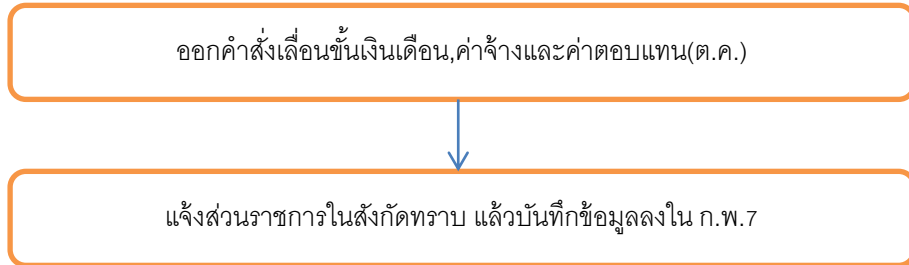 ออกคำสั่งเลื่อนขั้นเงินเดือน,ค่าจ้างและค่าตอบแทน(ต.ค.)
แจ้งส่วนราชการในสังกัดทราบ แล้วบันทึกข้อมูลลงใน ก.พ.7